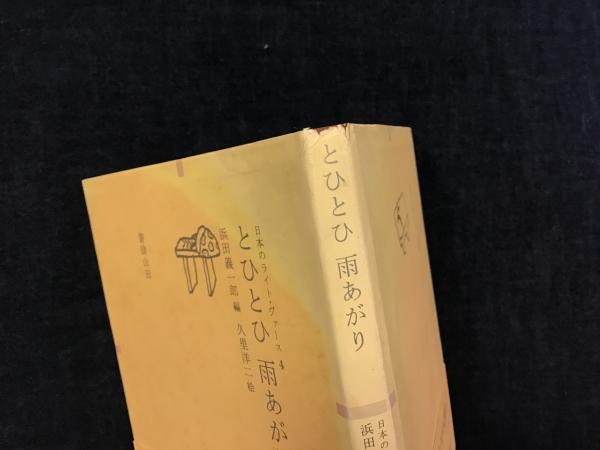 日本のライト・ヴァース 4
とひとひ 雨あが
浜田義一郎 編 久里洋二 絵
書肆山田
とひとひ 雨あがり
日本の
浜田